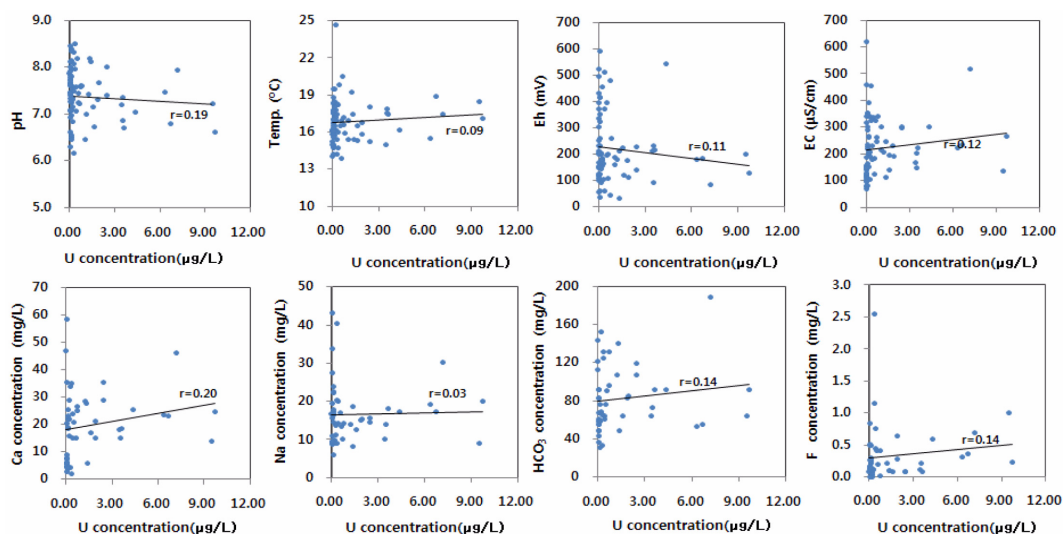 9.0
8.0
7.0
6.0
5.0
pH
r=0.19
0.00 3.00 6.00 9.00 12.00
U concentration(µg/L)
25
22
19
16
13
10
Temp. (°C)
r=0.09
0.00 3.00 6.00 9.00 12.00
U concentration(µg/L)
700
600
500
400
300
200
100
0
Eh (mV)
r=0.11
0.00 3.00 6.00 9.00 12.00
U concentration(µg/L)
700
600
500
400
300
200
100
0
EC (µS/cm)
r=0.12
0.00 3.00 6.00 9.00 12.00
U concentration(µg/L)
70
60
50
40
30
20
10
0
Ca concentration (mg/L)
r=0.20
0.00 3.00 6.00 9.00 12.00
U concentration(µg/L)
50
40
30
20
10
0
Na concentration (mg/L)
r=0.03
0.00 3.00 6.00 9.00 12.00
U concentration(µg/L)
200
160
120
80
40
0
HCO₃ concentration (mg/L)
r=0.14
0.00 3.00 6.00 9.00 12.00
U concentration(µg/L)
3.0
2.5
2.0
1.5
1.0
0.5
0.0
F concentration (mg/L)
r=0.14
0.00 3.00 6.00 9.00 12.00
U concentration(µg/L)